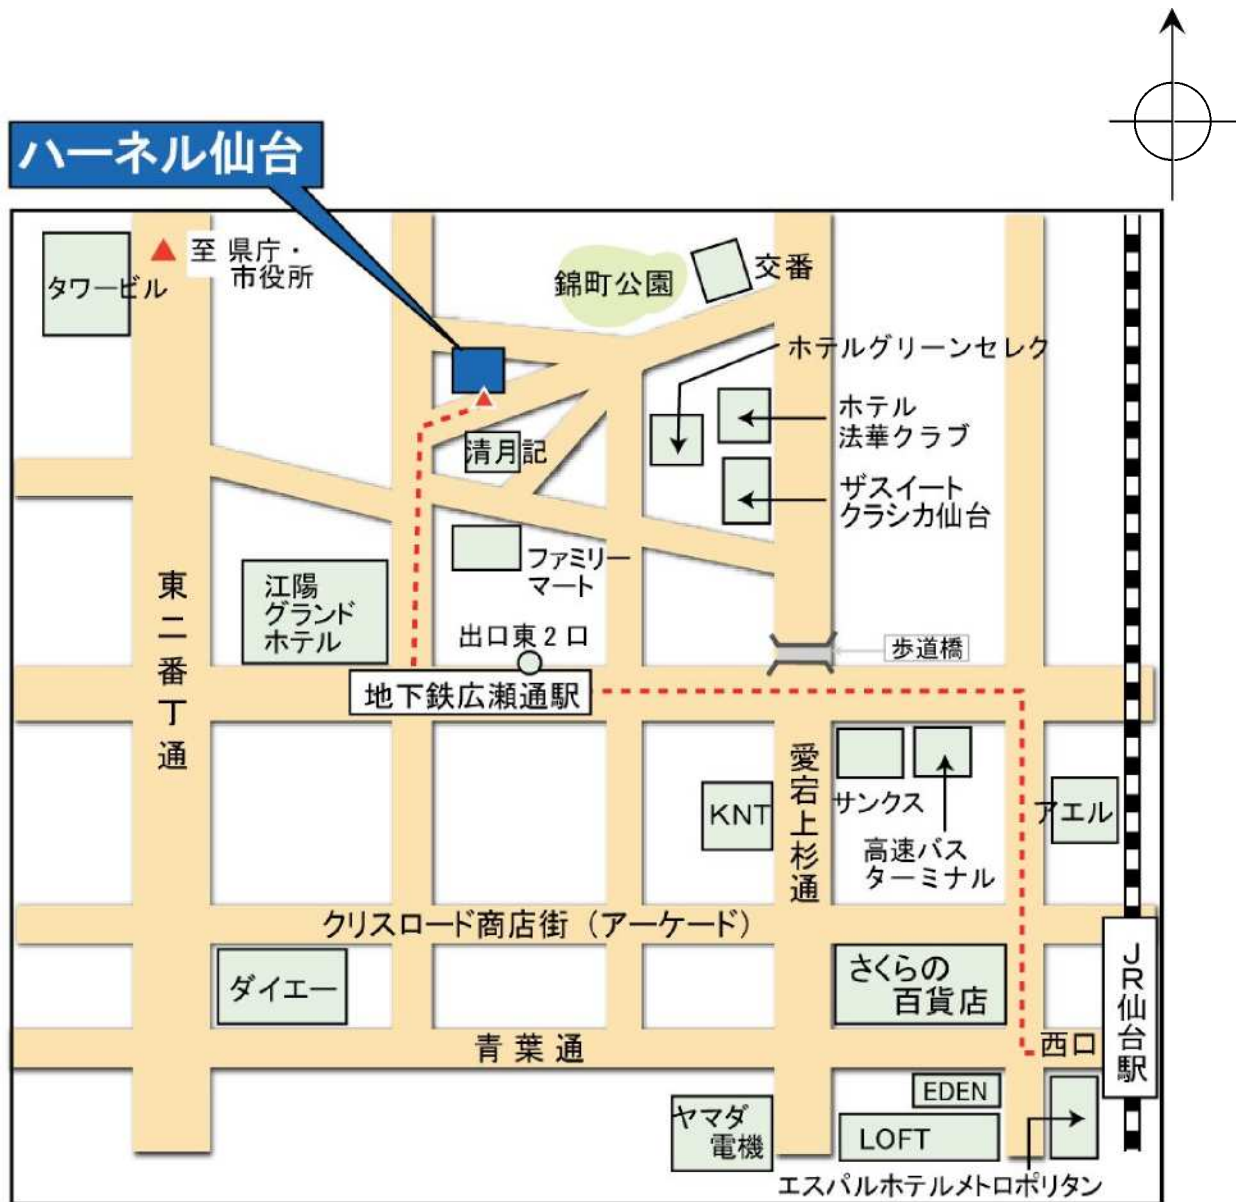 ハーネル仙台
タワービル
至 県庁・
市役所
錦町公園
交番
ホテルグリーンセレク
ホテル
法華クラブ
清月記
ザスイート
クラシカ仙台
ファミリー
マート
東二番丁通
江陽
グランド
ホテル
出口東2口
歩道橋
地下鉄広瀬通駅
愛宕上杉通
KNT
サンクス
アエル
高速バス
ターミナル
クリスロード商店街（アーケード）
ダイエー
さくらの
百貨店
JR仙台駅
青葉通
西口
EDEN
ヤマダ
電機
LOFT
エスパルホテルメトロポリタン